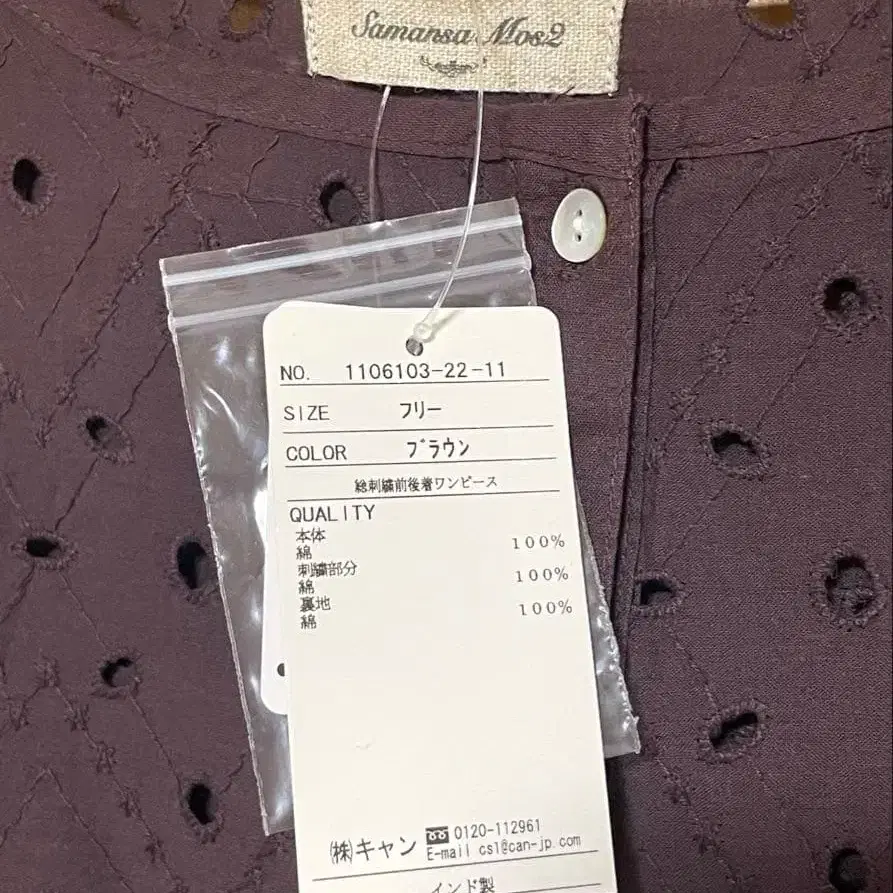 Samansa Mos2
NO. 1106103-22-11
SIZE フリー
COLOR ブラウン
総刺繍前後着ワンピース
QUALITY
本体
綿 100%
刺繍部分
綿 100%
裏地
綿 100%
(株)キャン 0120-112961
E-mail cs1@can-jp.com
インド製